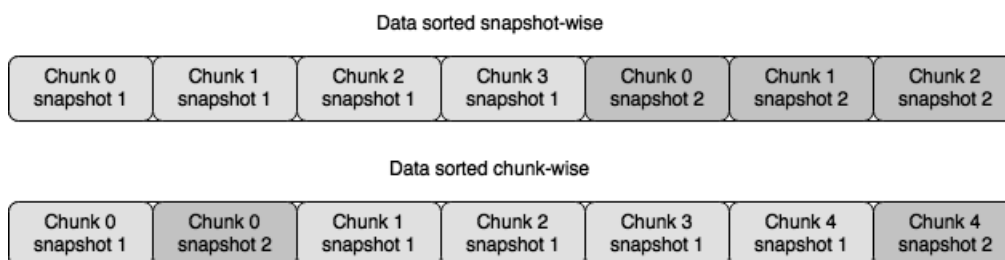 Data sorted snapshot-wise
Chunk 0 Chunk 1 Chunk 2 Chunk 3 Chunk 0 Chunk 1 Chunk 2
snapshot 1 snapshot 1 snapshot 1 snapshot 1 snapshot 2 snapshot 2 snapshot 2
Data sorted chunk-wise
Chunk 0 Chunk 0 Chunk 1 Chunk 2 Chunk 3 Chunk 4 Chunk 4
snapshot 1 snapshot 2 snapshot 1 snapshot 1 snapshot 1 snapshot 1 snapshot 2